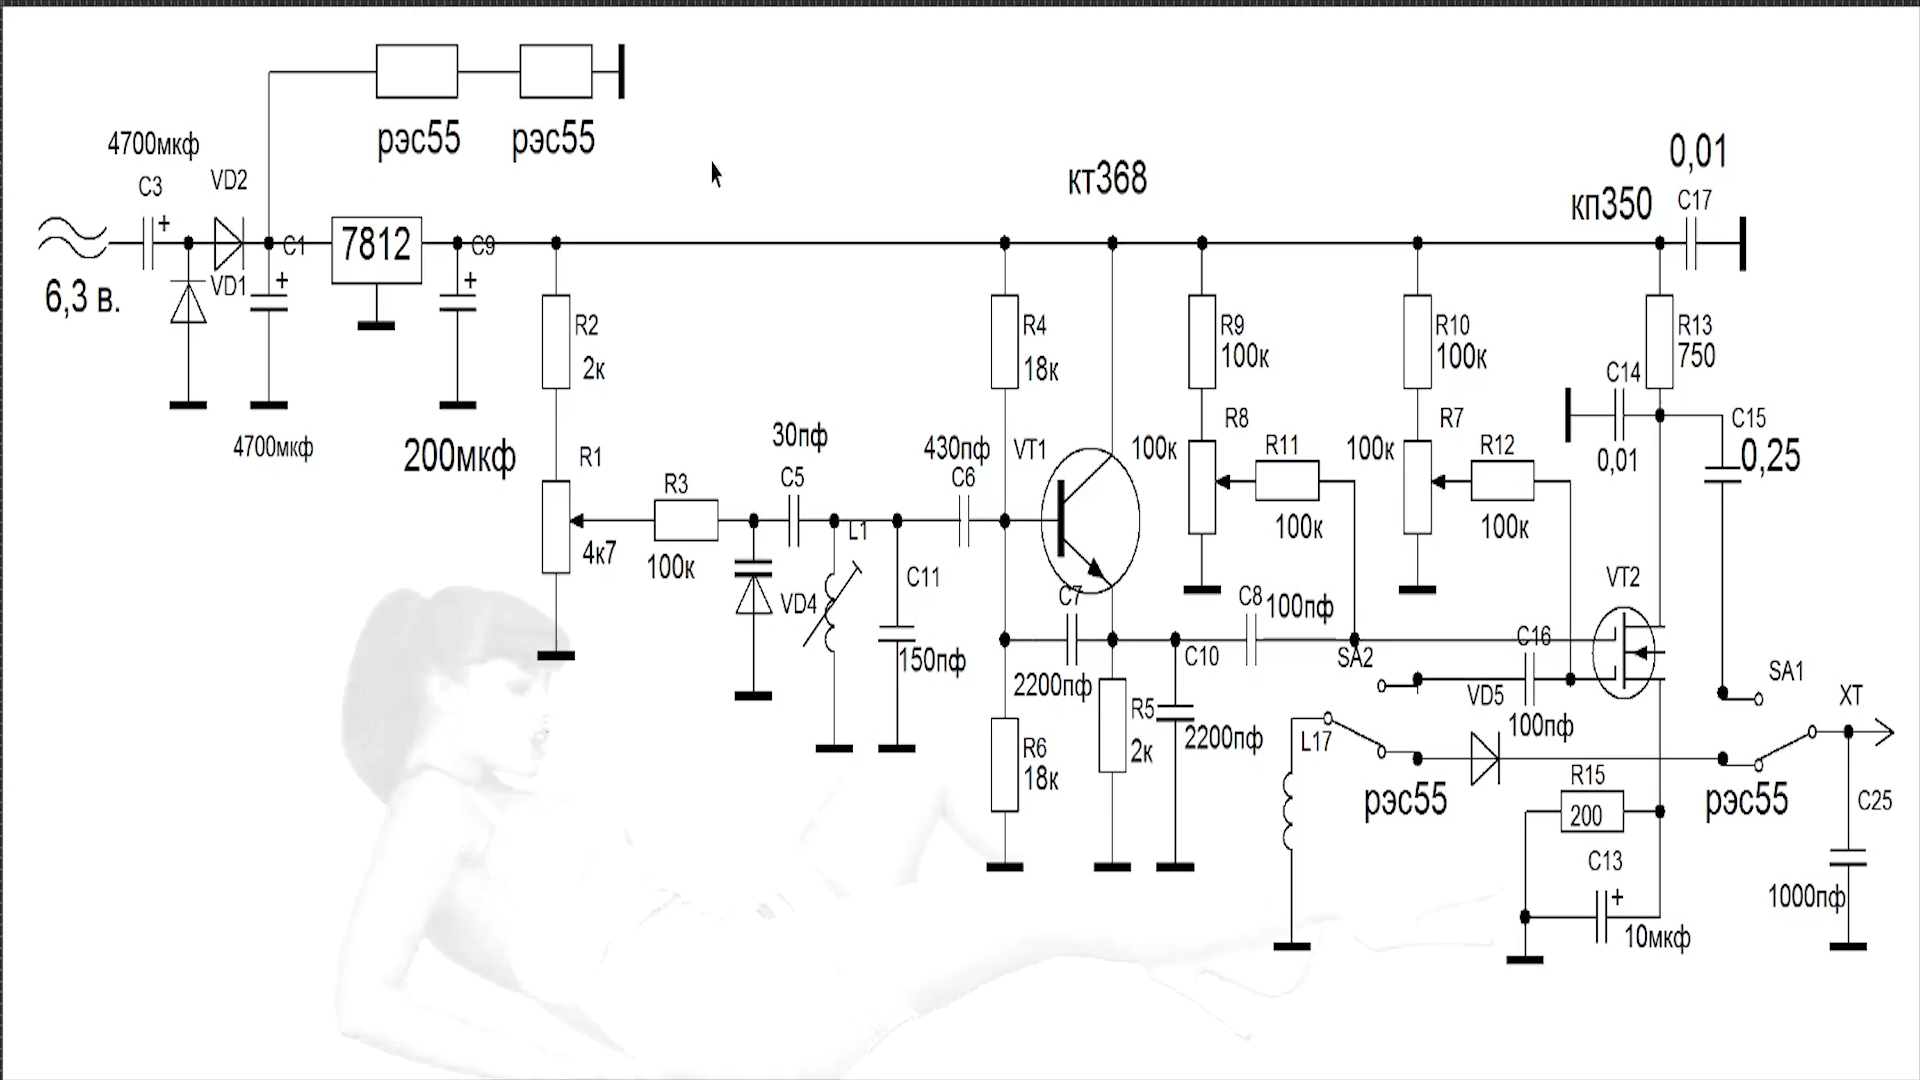 рэс55
рэс55
4700мкф
C3
+
VD2
6,3 в.
VD1
C1
+
4700мкф
7812
C9
+
200мкф
R2
2к
R1
4к7
R3
100к
30пф
C5
VD4
L1
C11
150пф
430пф
C6
R4
18к
кт368
VT1
C7
2200пф
R6
18к
R5
2к
C10
2200пф
C8
100пф
R9
100к
R8
100к
R11
100к
R10
100к
R7
100к
R12
100к
кп350
0,01
C17
R13
750
C14
0,01
C15
0,25
VT2
C16
100пф
SA2
L17
рэс55
VD5
R15
200
C13
+
10мкф
SA1
рэс55
XT
C25
1000пф